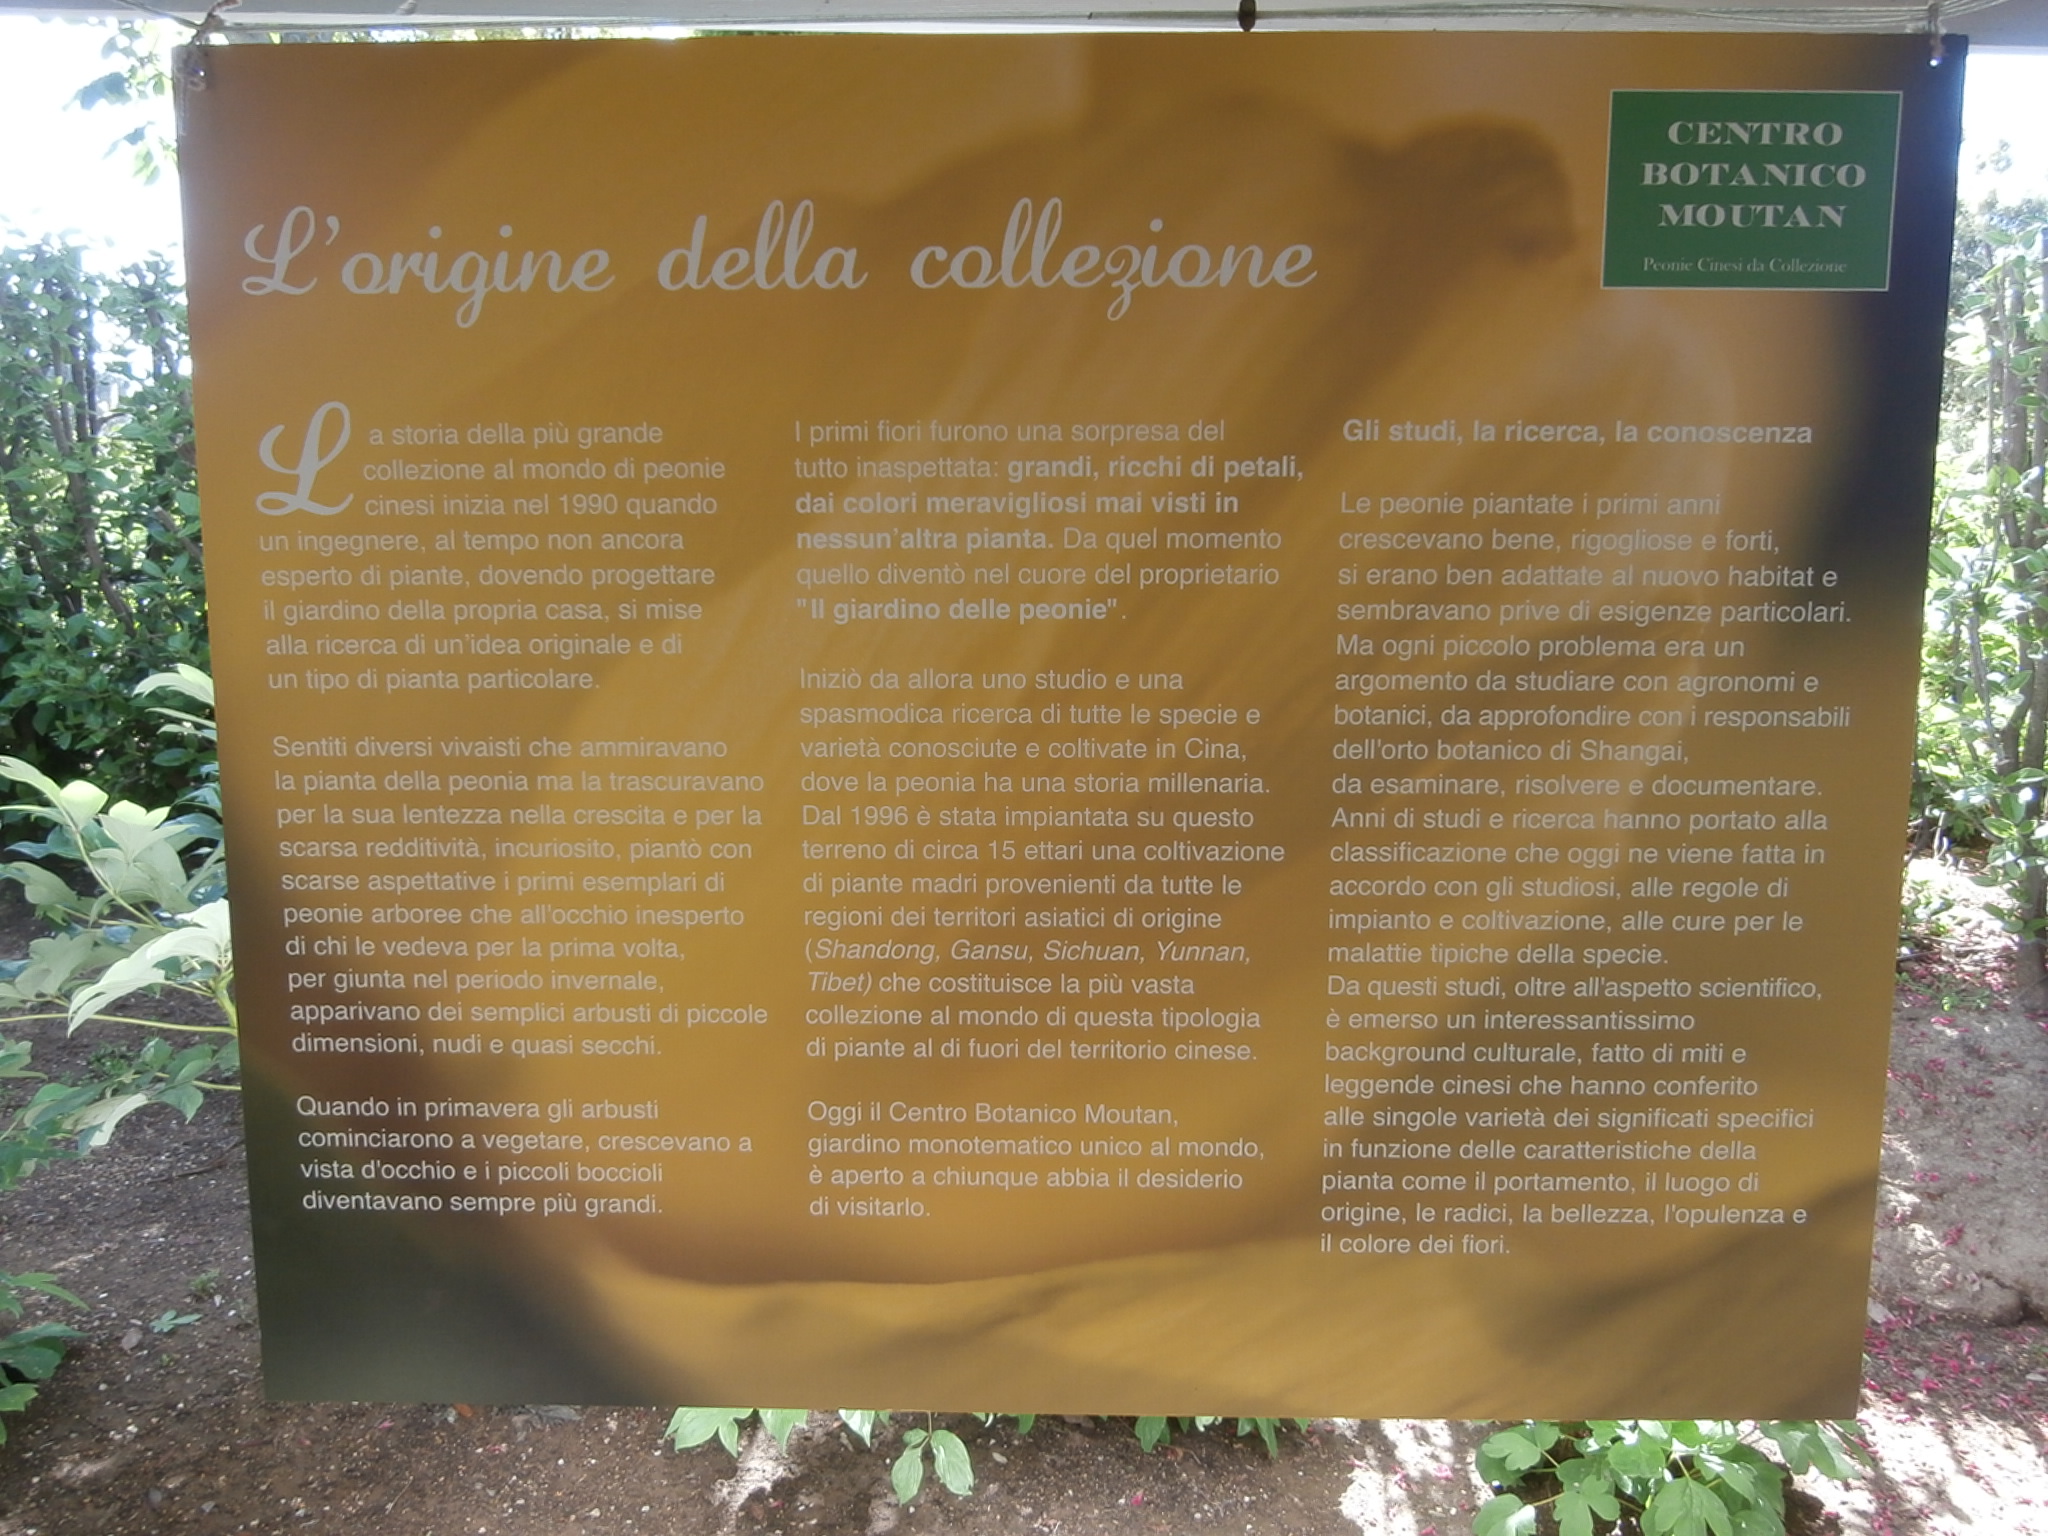 L'origine della collezione
CENTRO
BOTANICO
MOUTAN
Peonie Cinesi da Collezione
La storia della più grande
collezione al mondo di peonie
cinesi inizia nel 1990 quando
un ingegnere, al tempo non ancora
esperto di piante, dovendo progettare
il giardino della propria casa, si mise
alla ricerca di un'idea originale e di
un tipo di pianta particolare.
Sentiti diversi vivaisti che ammiravano
la pianta della peonia ma la trascuravano
per la sua lentezza nella crescita e per la
scarsa redditività, incuriosito, piantò con
scarse aspettative i primi esemplari di
peonie arboree che all'occhio inesperto
di chi le vedeva per la prima volta,
per giunta nel periodo invernale,
apparivano dei semplici arbusti di piccole
dimensioni, nudi e quasi secchi.
Quando in primavera gli arbusti
cominciarono a vegetare, crescevano a
vista d'occhio e i piccoli boccioli
diventavano sempre più grandi.
I primi fiori furono una sorpresa del
tutto inaspettata: grandi, ricchi di petali,
dai colori meravigliosi mai visti in
nessun'altra pianta. Da quel momento
quello diventò nel cuore del proprietario
"Il giardino delle peonie".
Iniziò da allora uno studio e una
spasmodica ricerca di tutte le specie e
varietà conosciute e coltivate in Cina,
dove la peonia ha una storia millenaria.
Dal 1996 è stata impiantata su questo
terreno di circa 15 ettari una coltivazione
di piante madri provenienti da tutte le
regioni dei territori asiatici di origine
(Shandong, Gansu, Sichuan, Yunnan,
Tibet) che costituisce la più vasta
collezione al mondo di questa tipologia
di piante al di fuori del territorio cinese.
Oggi il Centro Botanico Moutan,
giardino monotematico unico al mondo,
è aperto a chiunque abbia il desiderio
di visitarlo.
Gli studi, la ricerca, la conoscenza
Le peonie piantate i primi anni
crescevano bene, rigogliose e forti,
si erano ben adattate al nuovo habitat e
sembravano prive di esigenze particolari.
Ma ogni piccolo problema era un
argomento da studiare con agronomi e
botanici, da approfondire con i responsabili
dell'orto botanico di Shangai,
da esaminare, risolvere e documentare.
Anni di studi e ricerca hanno portato alla
classificazione che oggi ne viene fatta in
accordo con gli studiosi, alle regole di
impianto e coltivazione, alle cure per le
malattie tipiche della specie.
Da questi studi, oltre all'aspetto scientifico,
è emerso un interessantissimo
background culturale, fatto di miti e
leggende cinesi che hanno conferito
alle singole varietà dei significati specifici
in funzione delle caratteristiche della
pianta come il portamento, il luogo di
origine, le radici, la bellezza, l'opulenza e
il colore dei fiori.